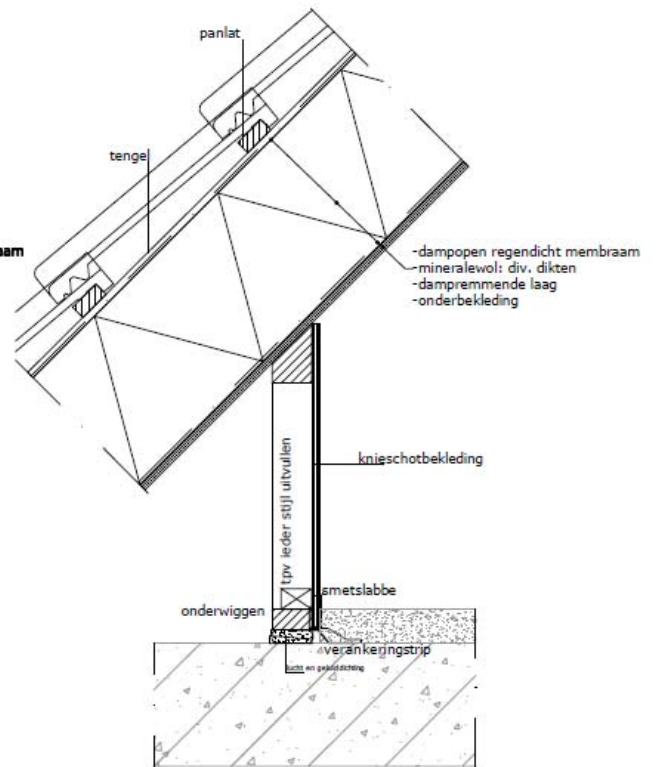 panlat
tengel
aam
-dampopen regendicht membraam
-mineralewol: div. dikten
-dampremmende laag
-onderbekleding
knieschotbekleding
tpv ieder stijl uitvullen
smetslabbe
onderwiggen
verankeringstrip
lucht en geluiddichting